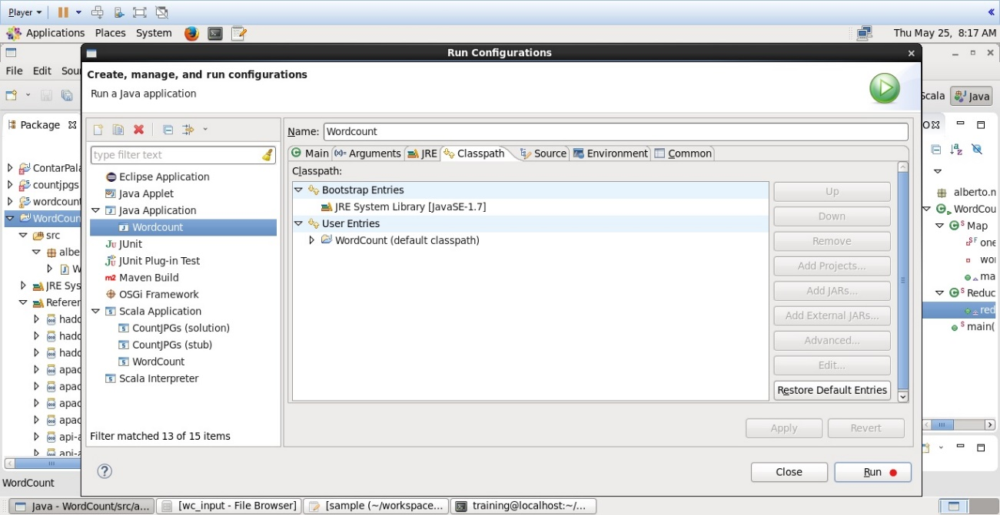 Player
Applications Places System Thu May 25, 8:17 AM
Run Configurations
File Edit Sou
Create, manage, and run configurations
Run a Java application
Scala Java
Package
Name: Wordcount
type filter text
Main Arguments JRE Classpath Source Environment Common
Classpath:
Bootstrap Entries
JRE System Library [JavaSE-1.7]
User Entries
WordCount (default classpath)
Up
Down
Remove
Add Projects...
Add JARs...
Add External JARs...
Advanced...
Edit...
Restore Default Entries
Apply Revert
Eclipse Application
Java Applet
Java Application
Wordcount
JUnit
JUnit Plug-in Test
Maven Build
OSGi Framework
Scala Application
CountJPGs (solution)
CountJPGs (stub)
WordCount
Scala Interpreter
Filter matched 13 of 15 items
Close Run
ContarPala
countjpgs
wordcount
WordCoun
src
albe
W
JRE Sys
Referer
hado
hado
hado
apac
apac
apac
apac
api-a
api-a
WordCount
alberto.n
WordCou
Map
one
wor
ma
Reduc
red
main(
Java - WordCount/src/a... [wc_input - File Browser] [sample (~/workspace... training@localhost:~/...